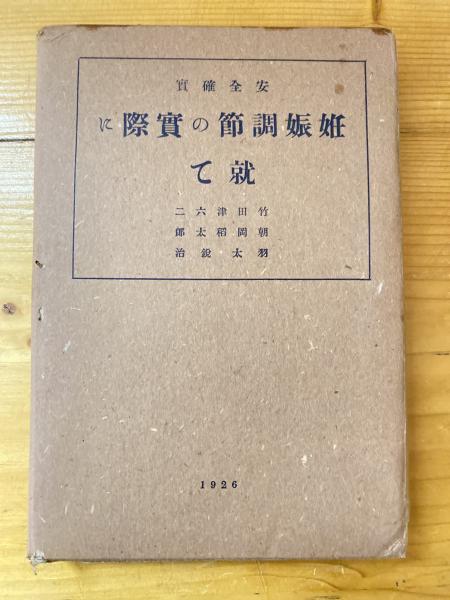 安全確實
姙娠調節の實際に
就て
竹田津六二
朝岡稻太郎
羽太鋭治
1926